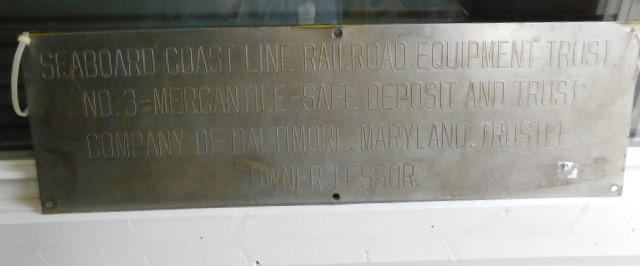 SEABOARD COAST LINE RAILROAD EQUIPMENT TRUST
NO. 3-MERCANTILE-SAFE DEPOSIT AND TRUST
COMPANY OF BALTIMORE, MARYLAND, TRUSTEE,
OWNER, LESSOR.